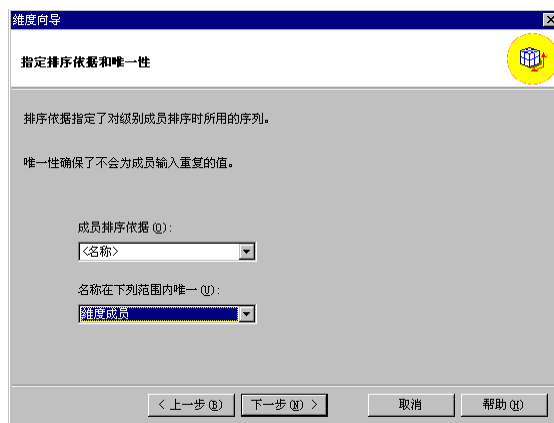 维度向导
指定排序依据和唯一性
排序依据指定了对级别成员排序时所用的序列。
唯一性确保了不会为成员输入重复的值。
成员排序依据(O):
<名称>
名称在下列范围内唯一(U):
维度成员
< 上一步(B) 下一步(N) > 取消 帮助(H)